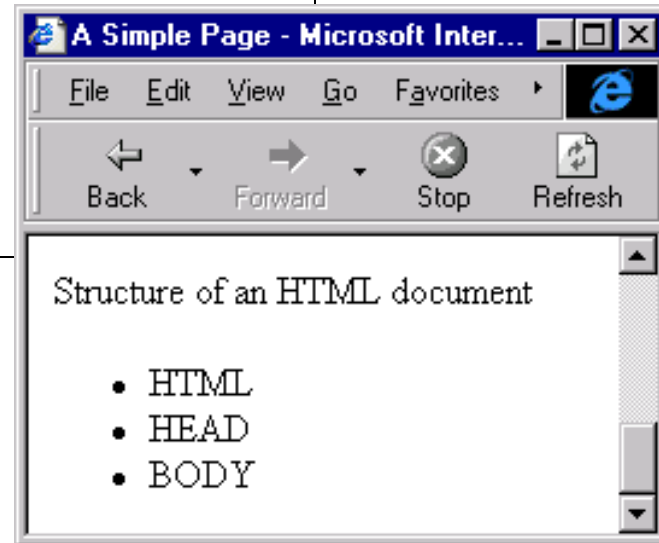 A Simple Page - Microsoft Inter...
File Edit View Go Favorites
Back Forward Stop Refresh
Structure of an HTML document
• HTML
• HEAD
• BODY